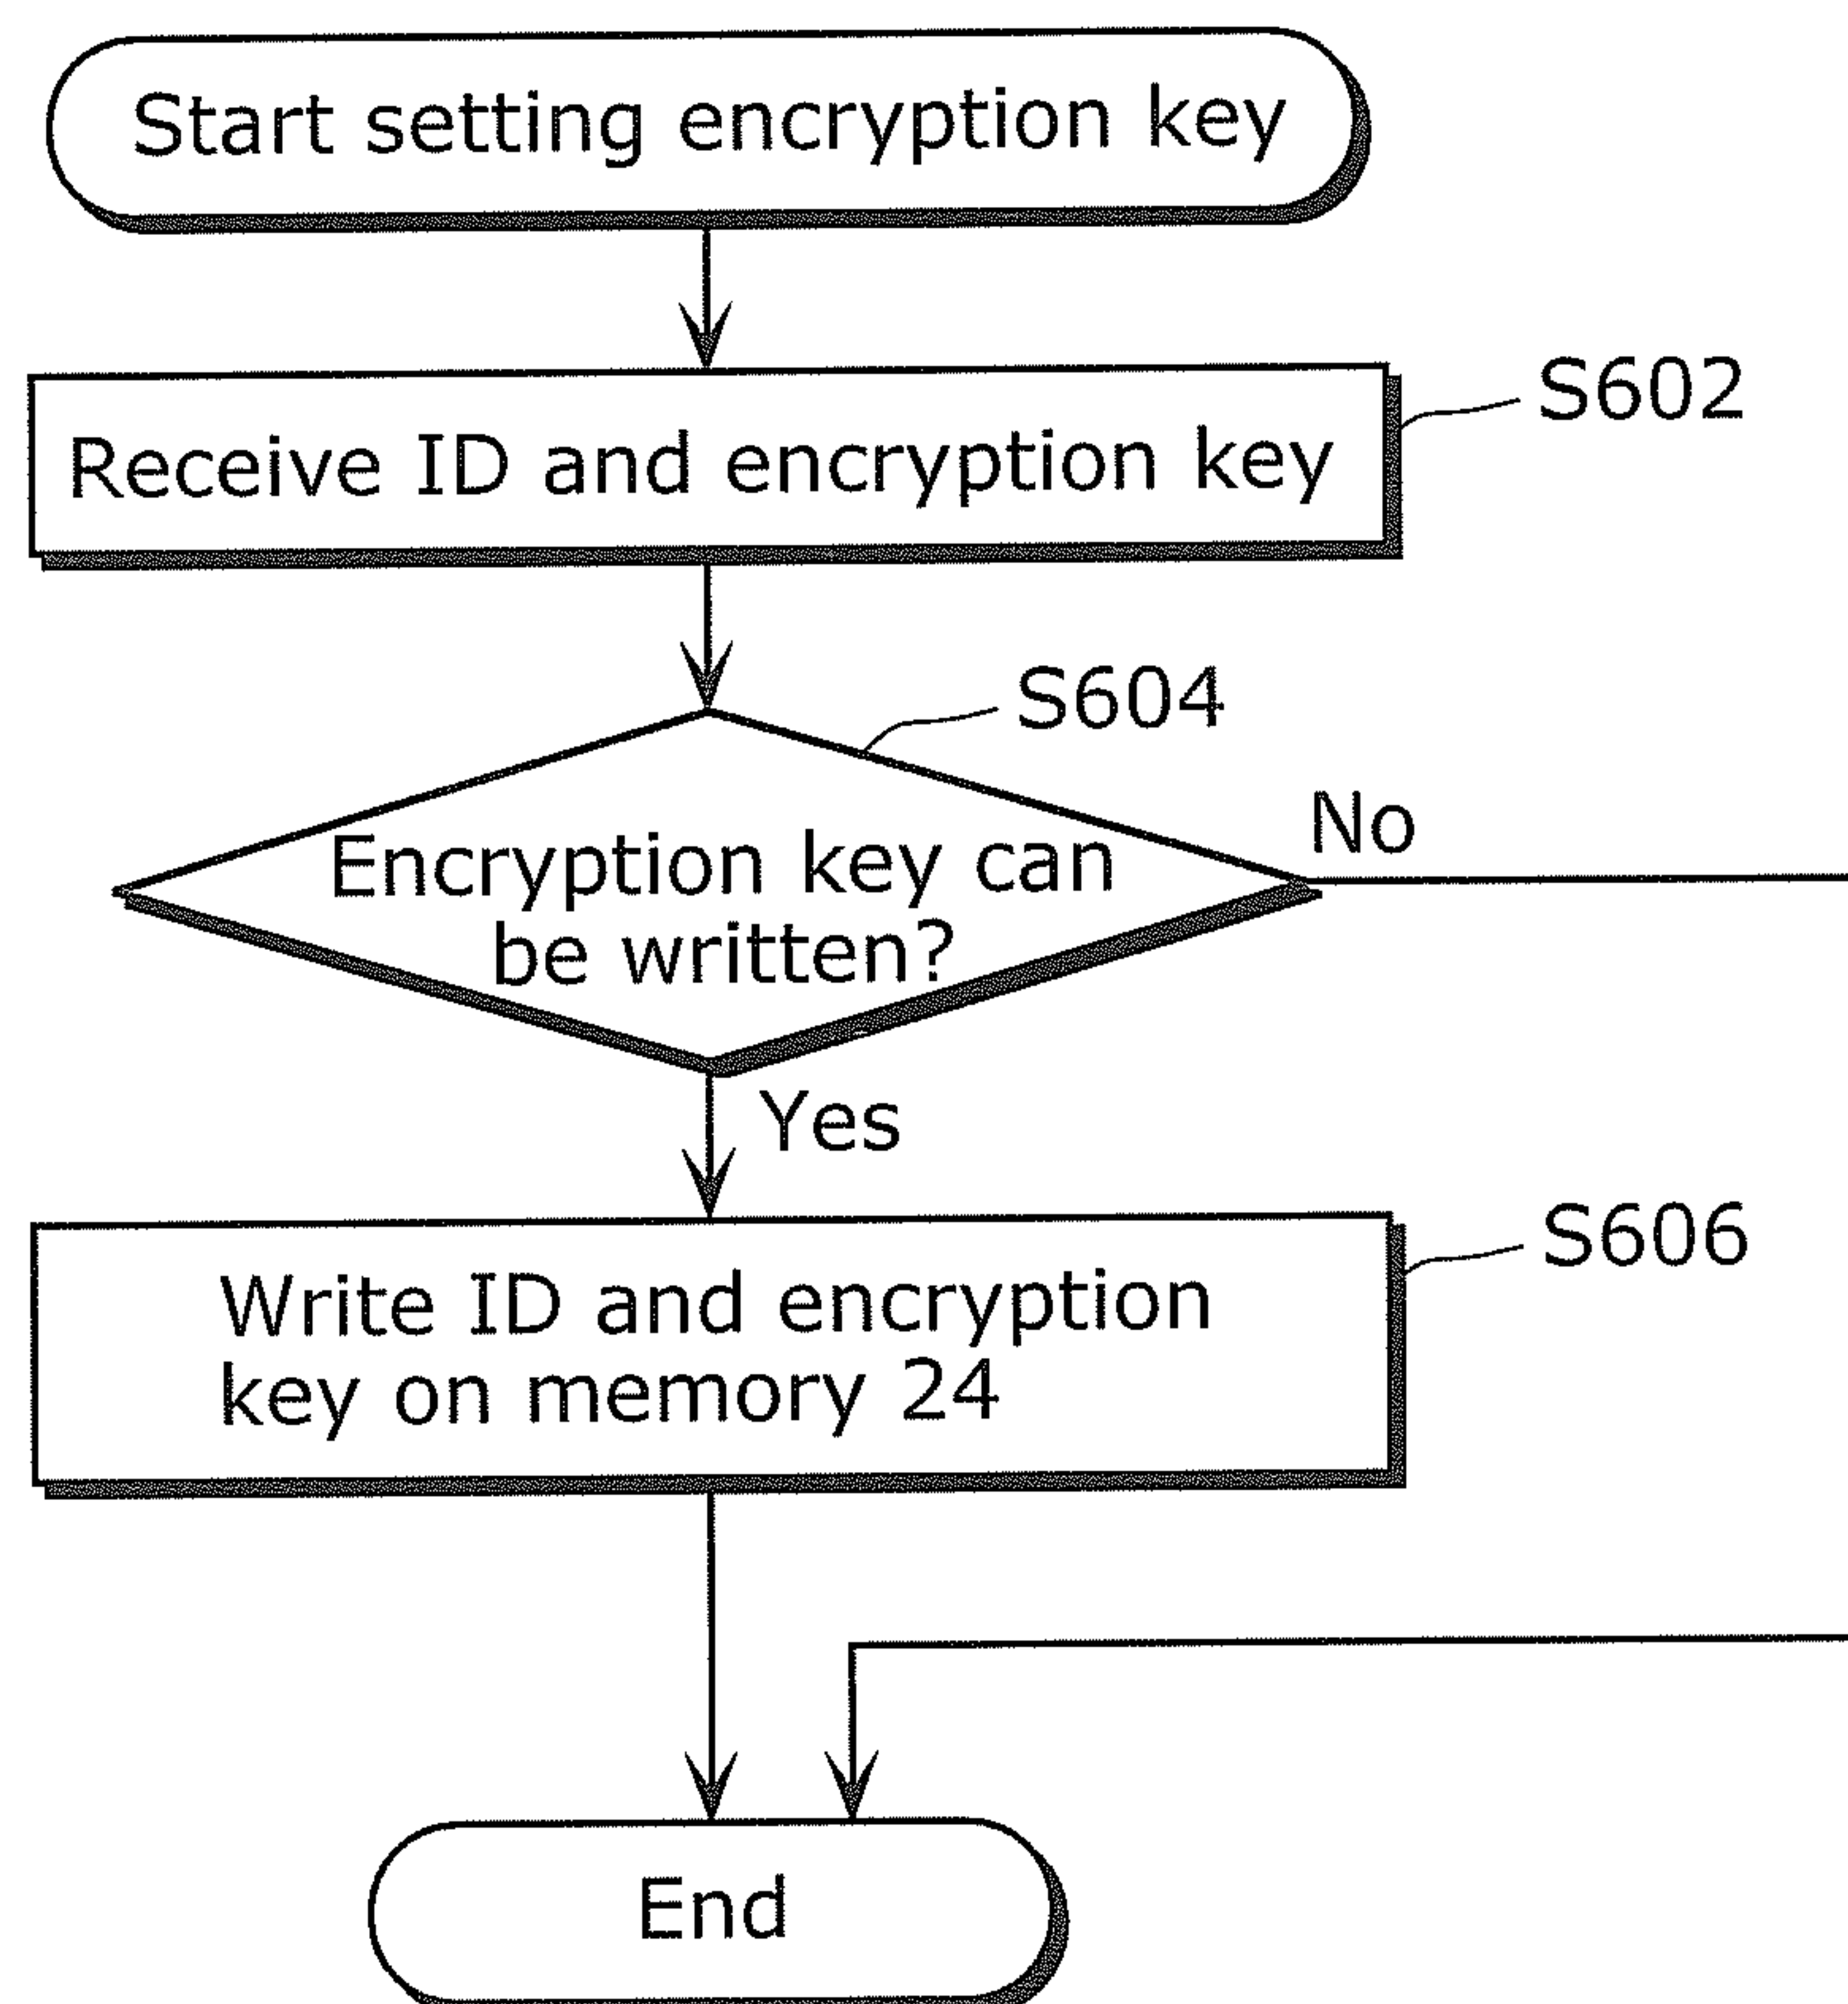 Start setting encryption key
S602
Receive ID and encryption key
S604
No
Encryption key can
be written?
Yes
S606
Write ID and encryption
key on memory 24
End